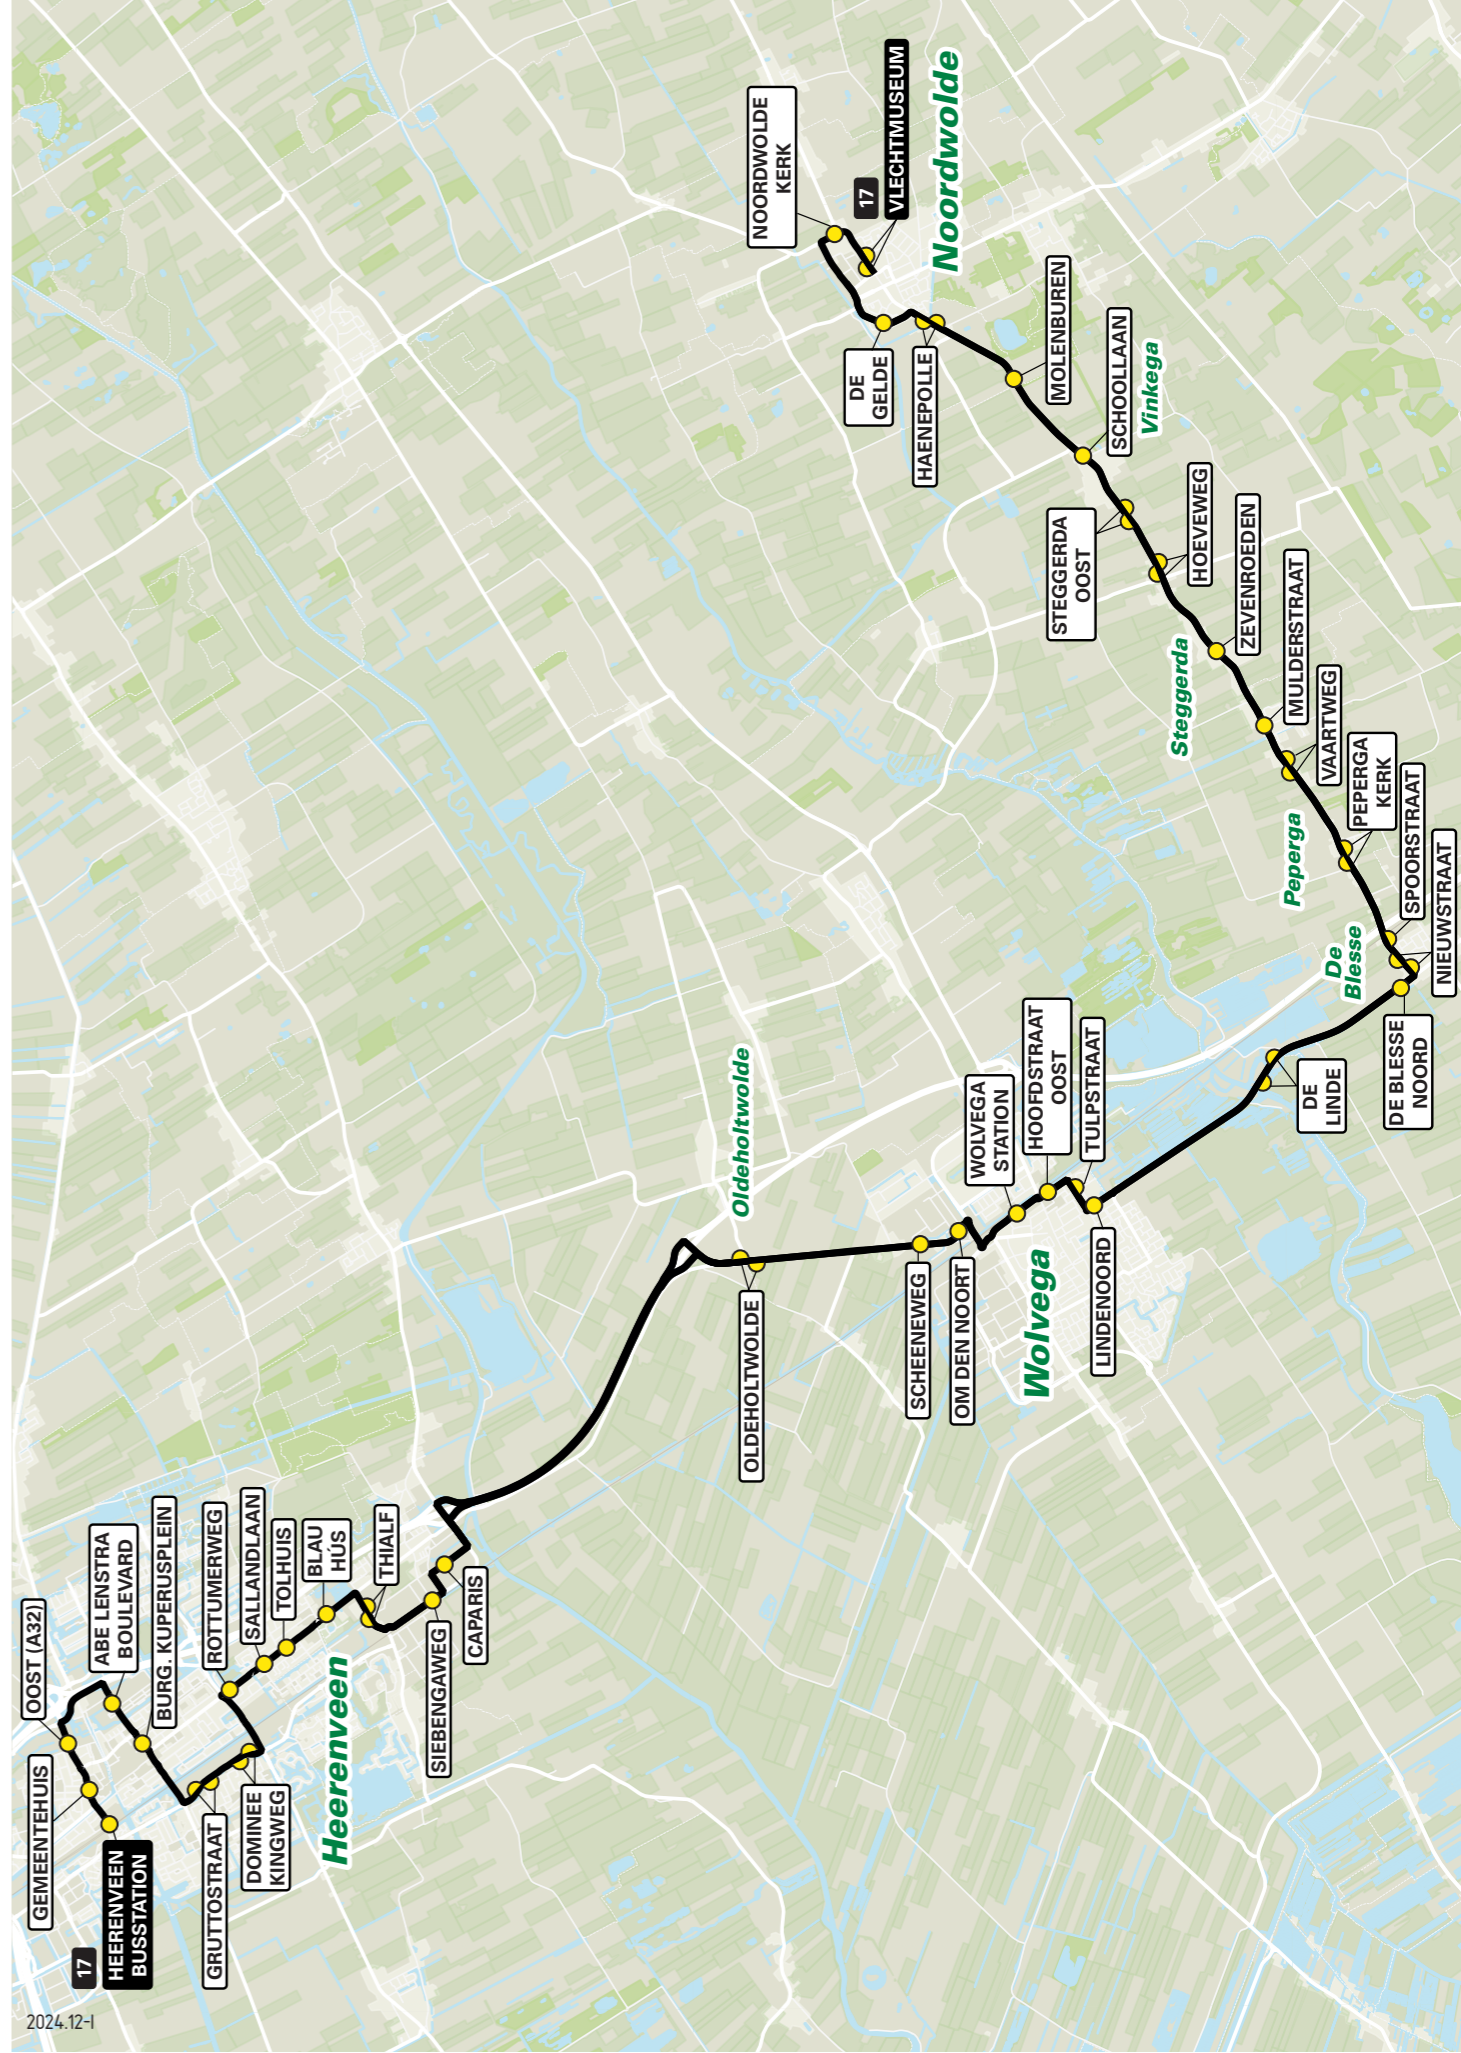 OOST (A32)
GEMEENTEHUIS
17
HEERENVEEN
BUSSTATION
ABE LENSTRA
BOULEVARD
BURG. KUPERUSPLEIN
GRUTTOSTRAAT
DOMINEE
KINGWEG
ROTTUMERWEG
SALLANDLAAN
TOLHUIS
BLAU
HÚS
THIALF
Heerenveen
SIEBENGAWEG
CAPARIS
OLDEHOLTWOLDE
Oldeholtwolde
SCHEENEWEG
OM DEN NOORT
WOLVEGA
STATION
HOOFDSTRAAT
OOST
TULPSTRAAT
Wolvega
LINDENOORD
DE
LINDE
DE BLESSE
NOORD
De
Blesse
NIEUWSTRAAT
SPOORSTRAAT
PEPERGA
KERK
Peperga
VAARTWEG
MULDERSTRAAT
Steggerda
ZEVENROEDEN
HOEVEWEG
STEGGERDA
OOST
Vinkega
SCHOOLLAAN
MOLENBUREN
HAENEPOLLE
DE
GELDE
Noordwolde
NOORDWOLDE
KERK
17
VLECHTMUSEUM
2024.12-I